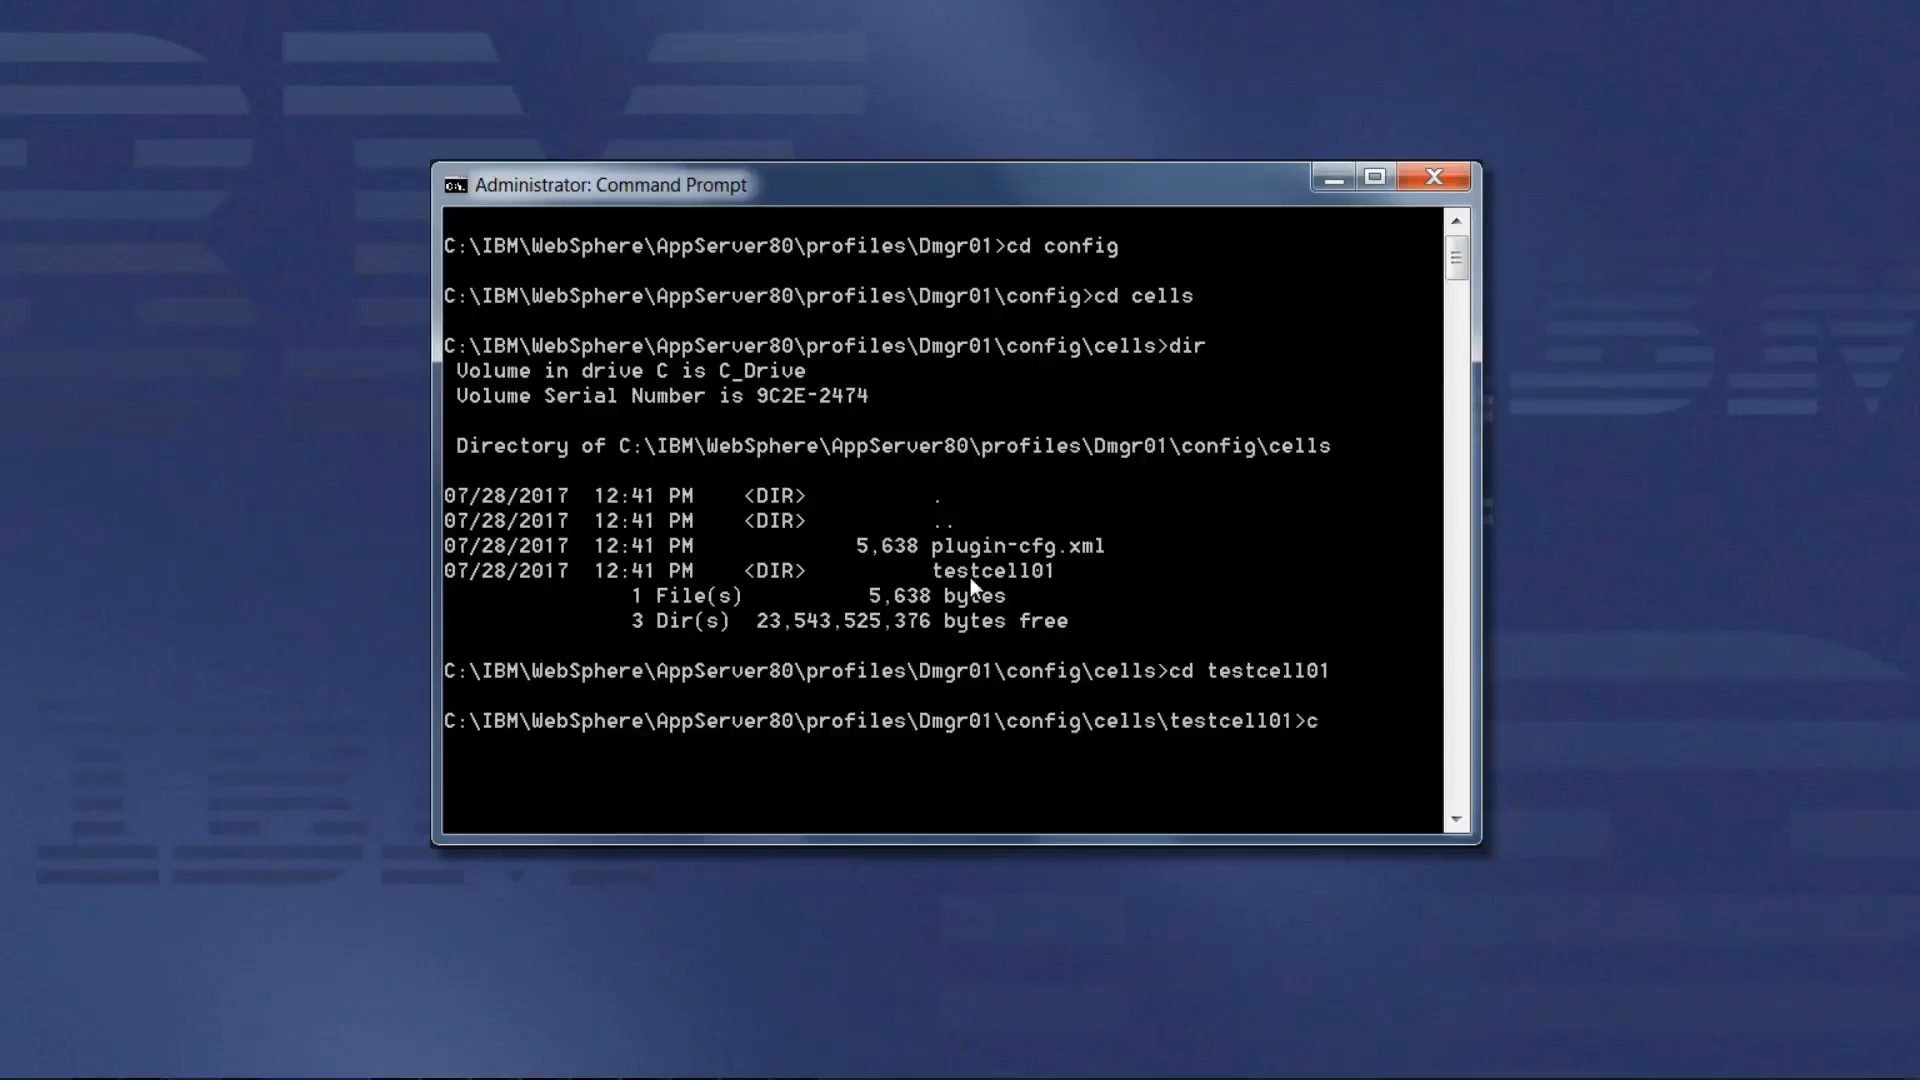 Administrator: Command Prompt
C:\IBM\WebSphere\AppServer80\profiles\Dmgr01>cd config
C:\IBM\WebSphere\AppServer80\profiles\Dmgr01\config>cd cells
C:\IBM\WebSphere\AppServer80\profiles\Dmgr01\config\cells>dir
Volume in drive C is C_Drive
Volume Serial Number is 9C2E-2474
Directory of C:\IBM\WebSphere\AppServer80\profiles\Dmgr01\config\cells
07/28/2017 12:41 PM <DIR> .
07/28/2017 12:41 PM <DIR> ..
07/28/2017 12:41 PM 5,638 plugin-cfg.xml
07/28/2017 12:41 PM <DIR> testcell01
1 File(s) 5,638 bytes
3 Dir(s) 23,543,525,376 bytes free
C:\IBM\WebSphere\AppServer80\profiles\Dmgr01\config\cells>cd testcell01
C:\IBM\WebSphere\AppServer80\profiles\Dmgr01\config\cells\testcell01>c